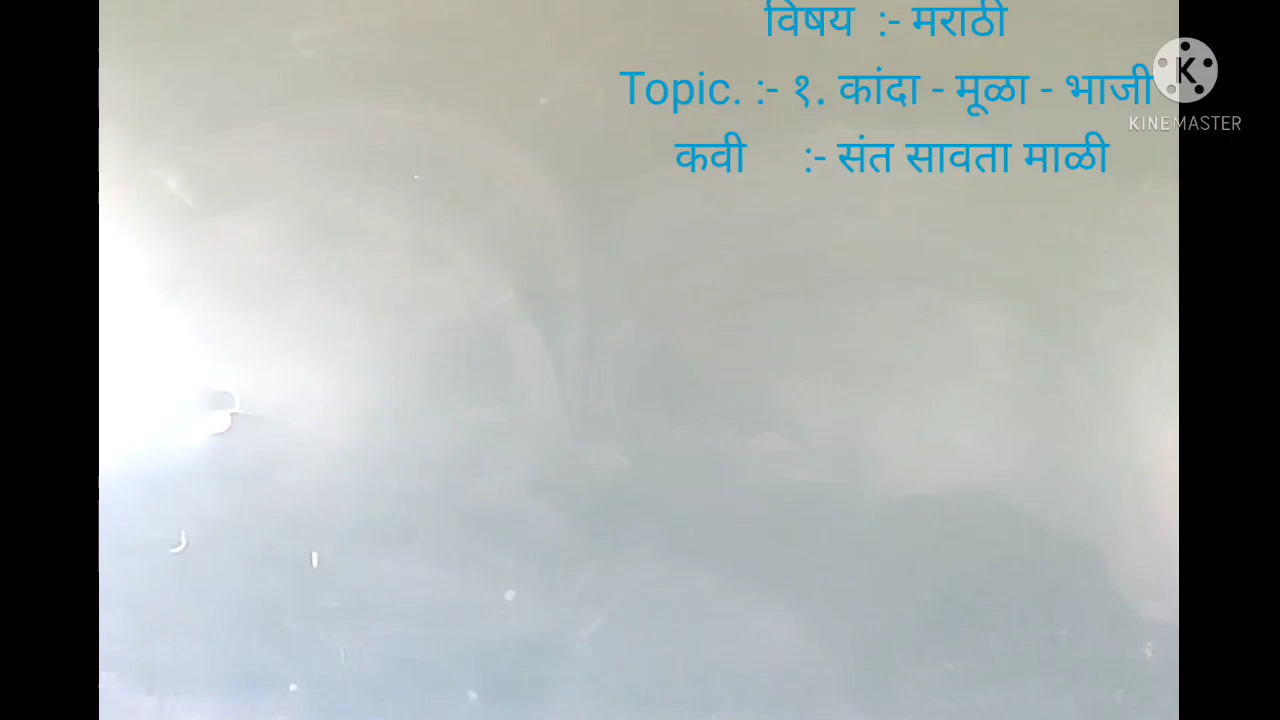 विषय :- मराठी
Topic. :- १. कांदा - मूळा - भाजी
कवी :- संत सावता माळी
K
KINEMASTER